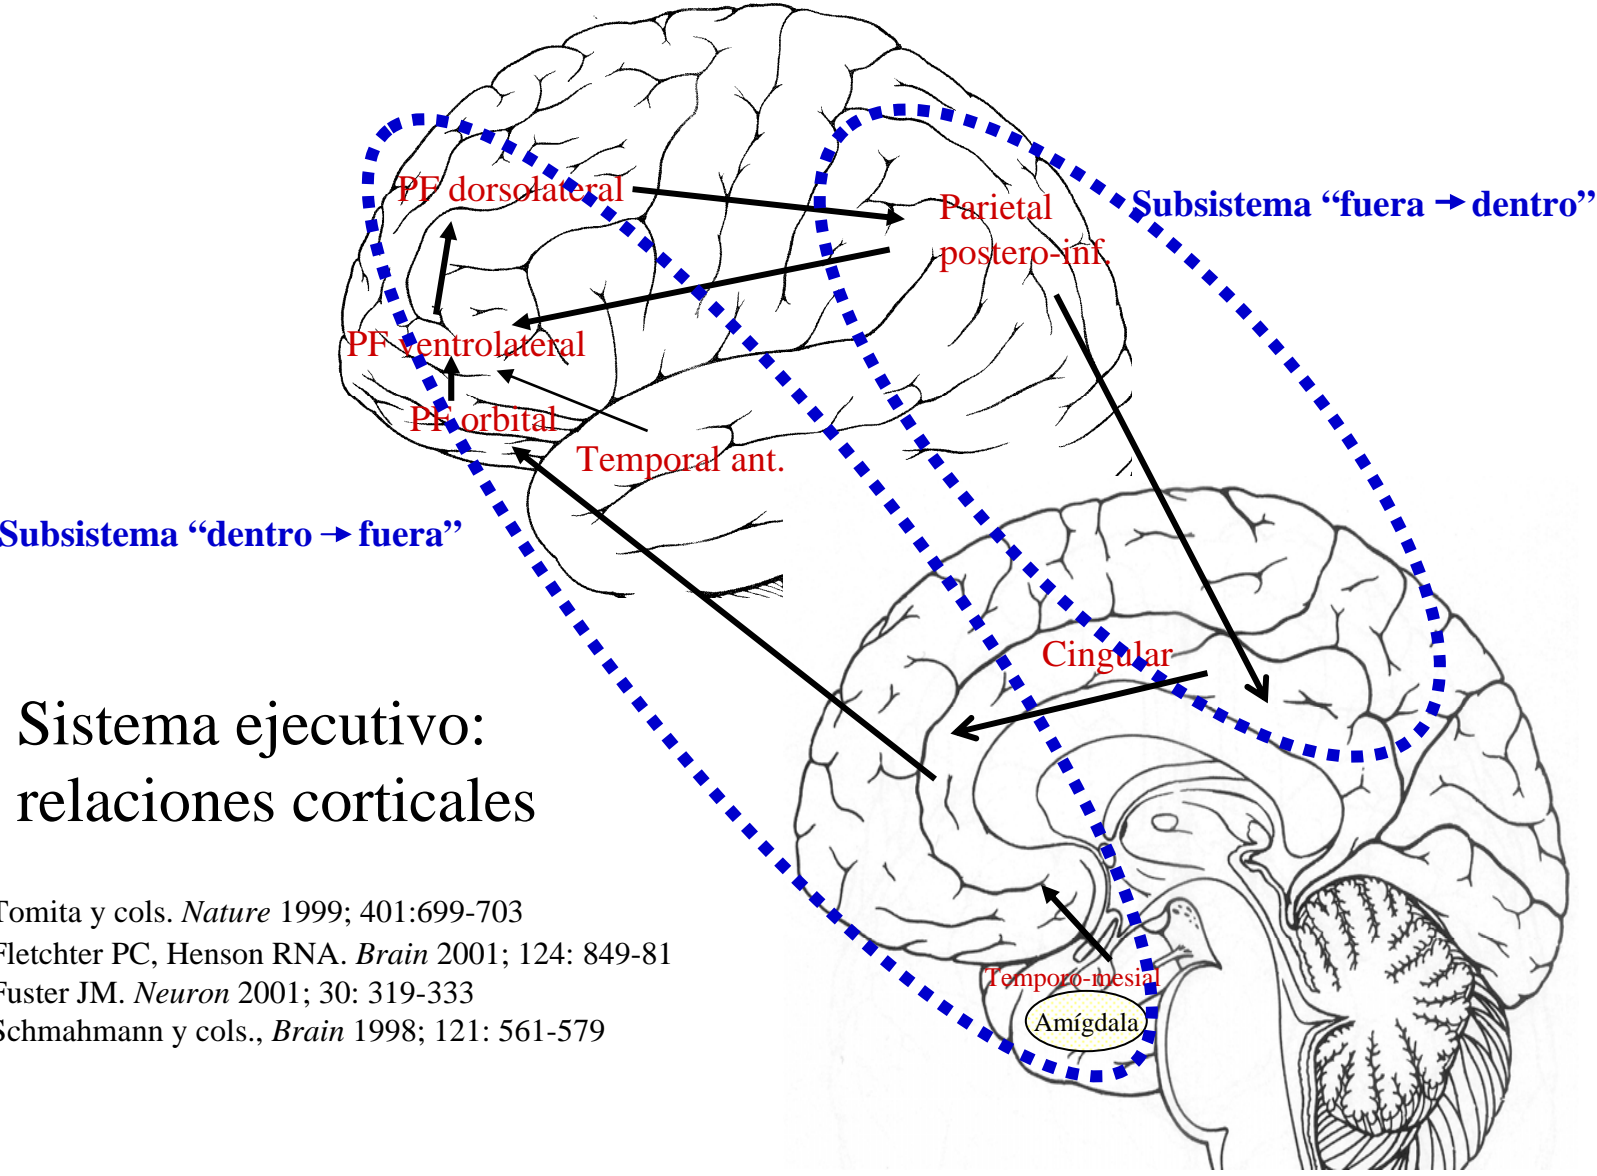 PF dorsolateral
Parietal
postero-inf.
Subsistema “fuera → dentro”
PF ventrolateral
PF orbital
Temporal ant.
Subsistema “dentro → fuera”
Cingular
Sistema ejecutivo:
relaciones corticales
Tomita y cols. Nature 1999; 401:699-703
Fletchter PC, Henson RNA. Brain 2001; 124: 849-81
Fuster JM. Neuron 2001; 30: 319-333
Schmahmann y cols., Brain 1998; 121: 561-579
Temporo-mesial
Amígdala